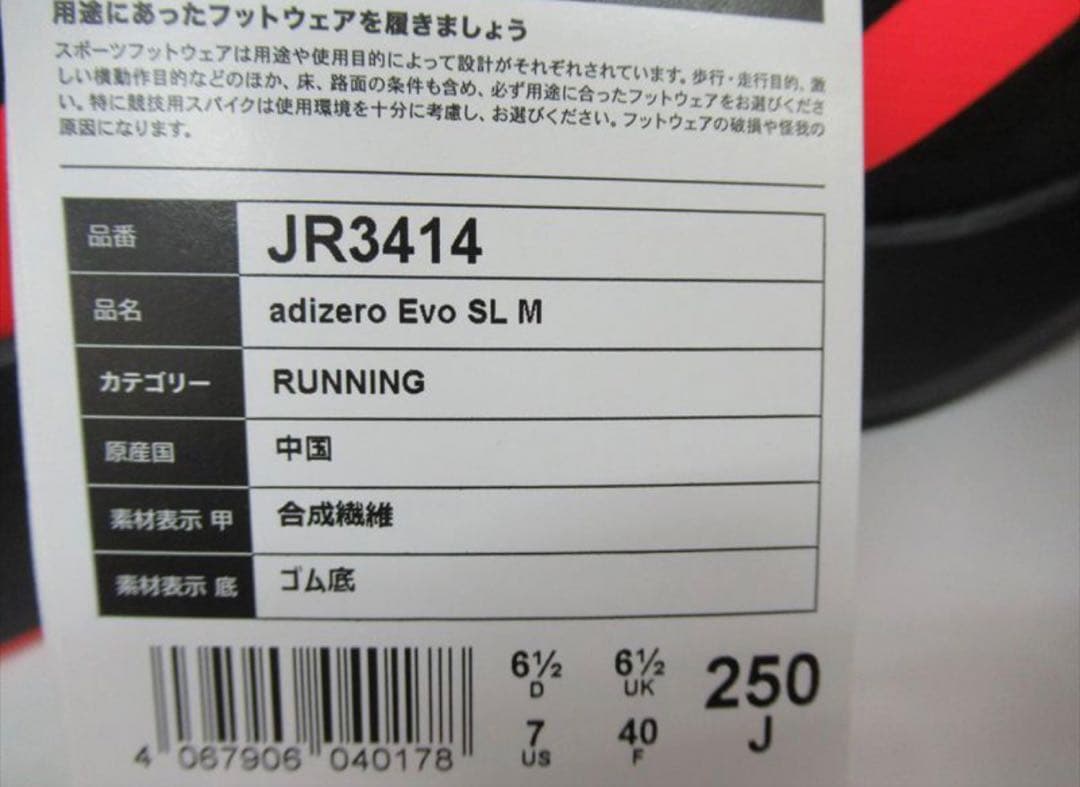 用途にあったフットウェアを履きましょう
スポーツフットウェアは用途や使用目的によって設計がそれぞれされています。歩行・走行目的、激
しい機動作目的などのほか、床、路面の条件も含め、必ず用途に合ったフットウェアをお選びくださ
い。特に競技用スパイクは使用環境を十分に考慮し、お選びください。フットウェアの破損や怪我の
原因になります。
品番 JR3414
品名 adizero Evo SL M
カテゴリー RUNNING
原産国 中国
素材表示 甲 合成繊維
素材表示 底 ゴム底
6½ D 6½ UK 250 J
7 US 40 F
4 067906 040178